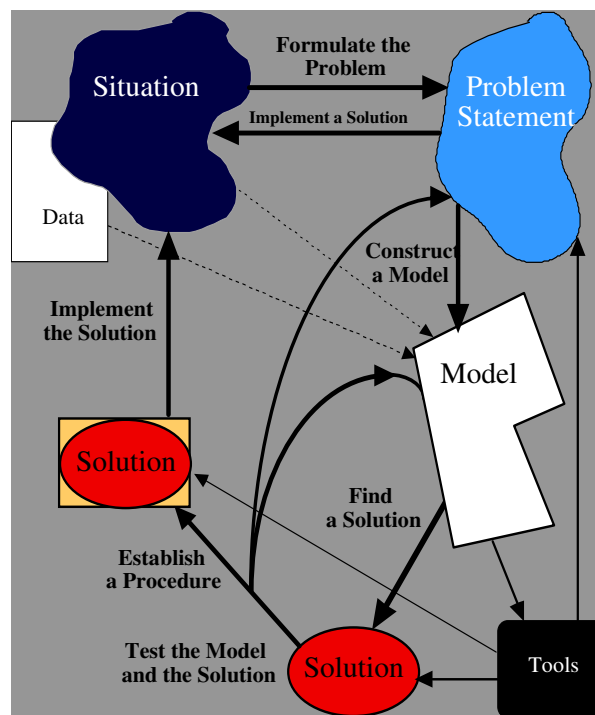 Formulate the
Problem
Situation
Problem
Statement
Implement a Solution
Data
Construct
a Model
Implement
the Solution
Model
Solution
Find
a Solution
Establish
a Procedure
Test the Model
and the Solution
Solution
Tools